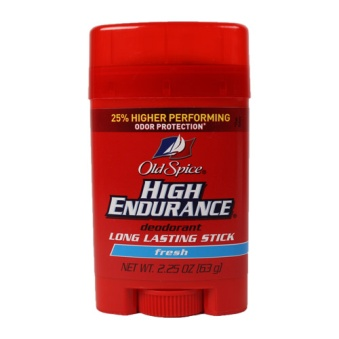 25% HIGHER PERFORMING
ODOR PROTECTION*
Old Spice
HIGH
ENDURANCE
deodorant
LONG LASTING STICK
fresh
NET WT. 2.25 OZ (63g)